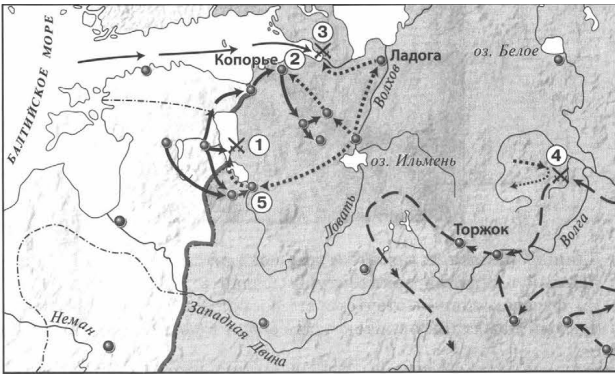 БАЛТИЙСКОЕ МОРЕ
3
Копорье
2
Ладога
оз. Белое
Волхов
1
оз. Ильмень
4
5
Ловать
Торжок
Волга
Неман
Западная
Двина